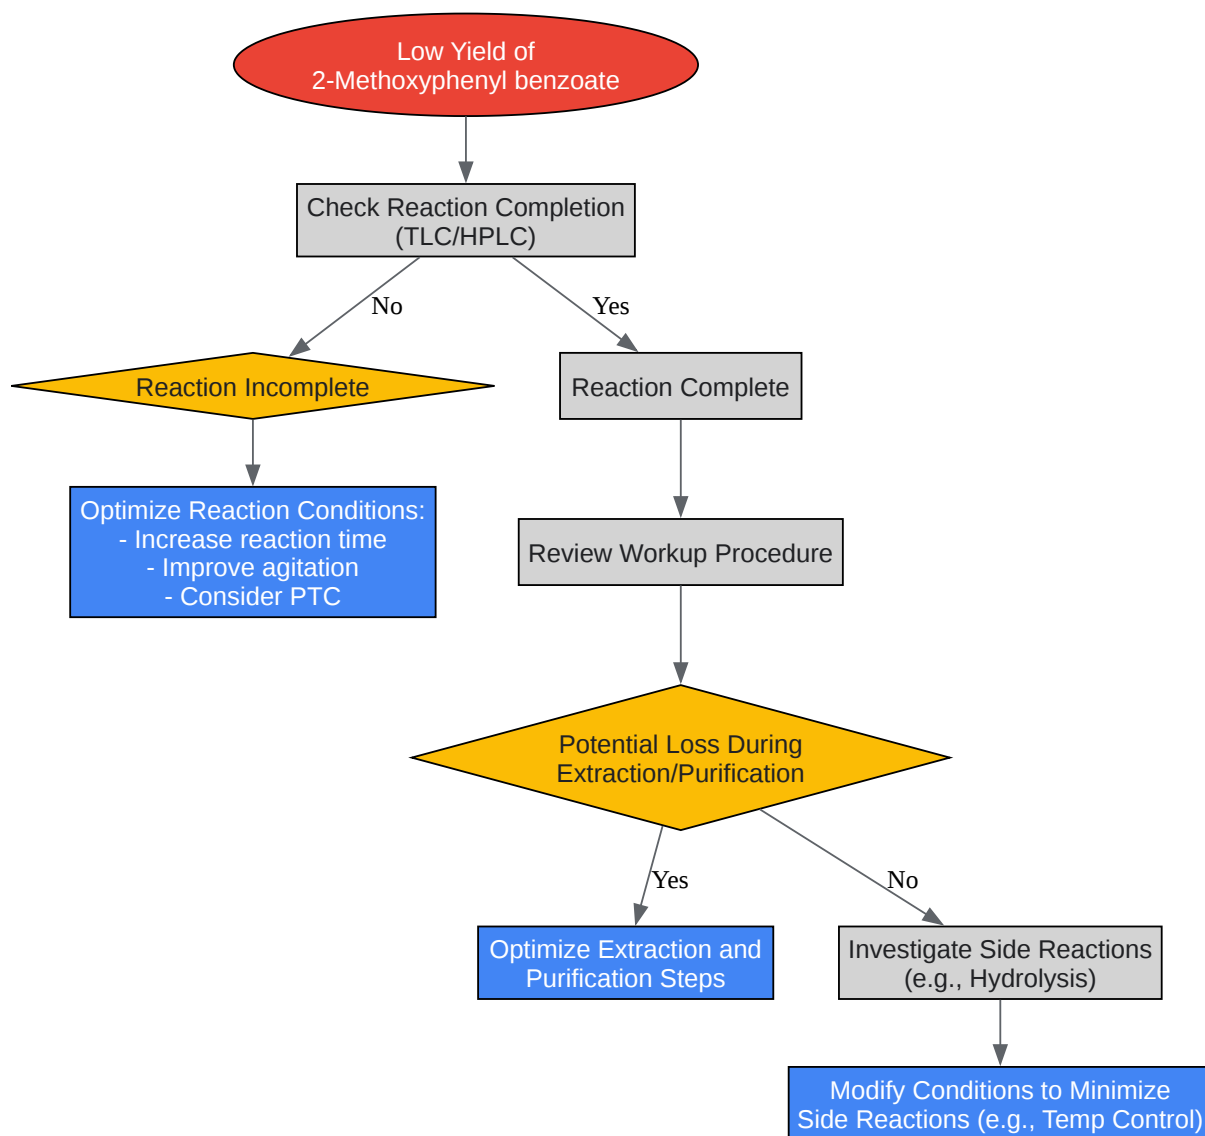 Low Yield of
2-Methoxyphenyl benzoate
Check Reaction Completion
(TLC/HPLC)
No
Yes
Reaction Incomplete
Reaction Complete
Optimize Reaction Conditions:
- Increase reaction time
- Improve agitation
- Consider PTC
Review Workup Procedure
Potential Loss During
Extraction/Purification
Yes
No
Optimize Extraction and
Purification Steps
Investigate Side Reactions
(e.g., Hydrolysis)
Modify Conditions to Minimize
Side Reactions (e.g., Temp Control)